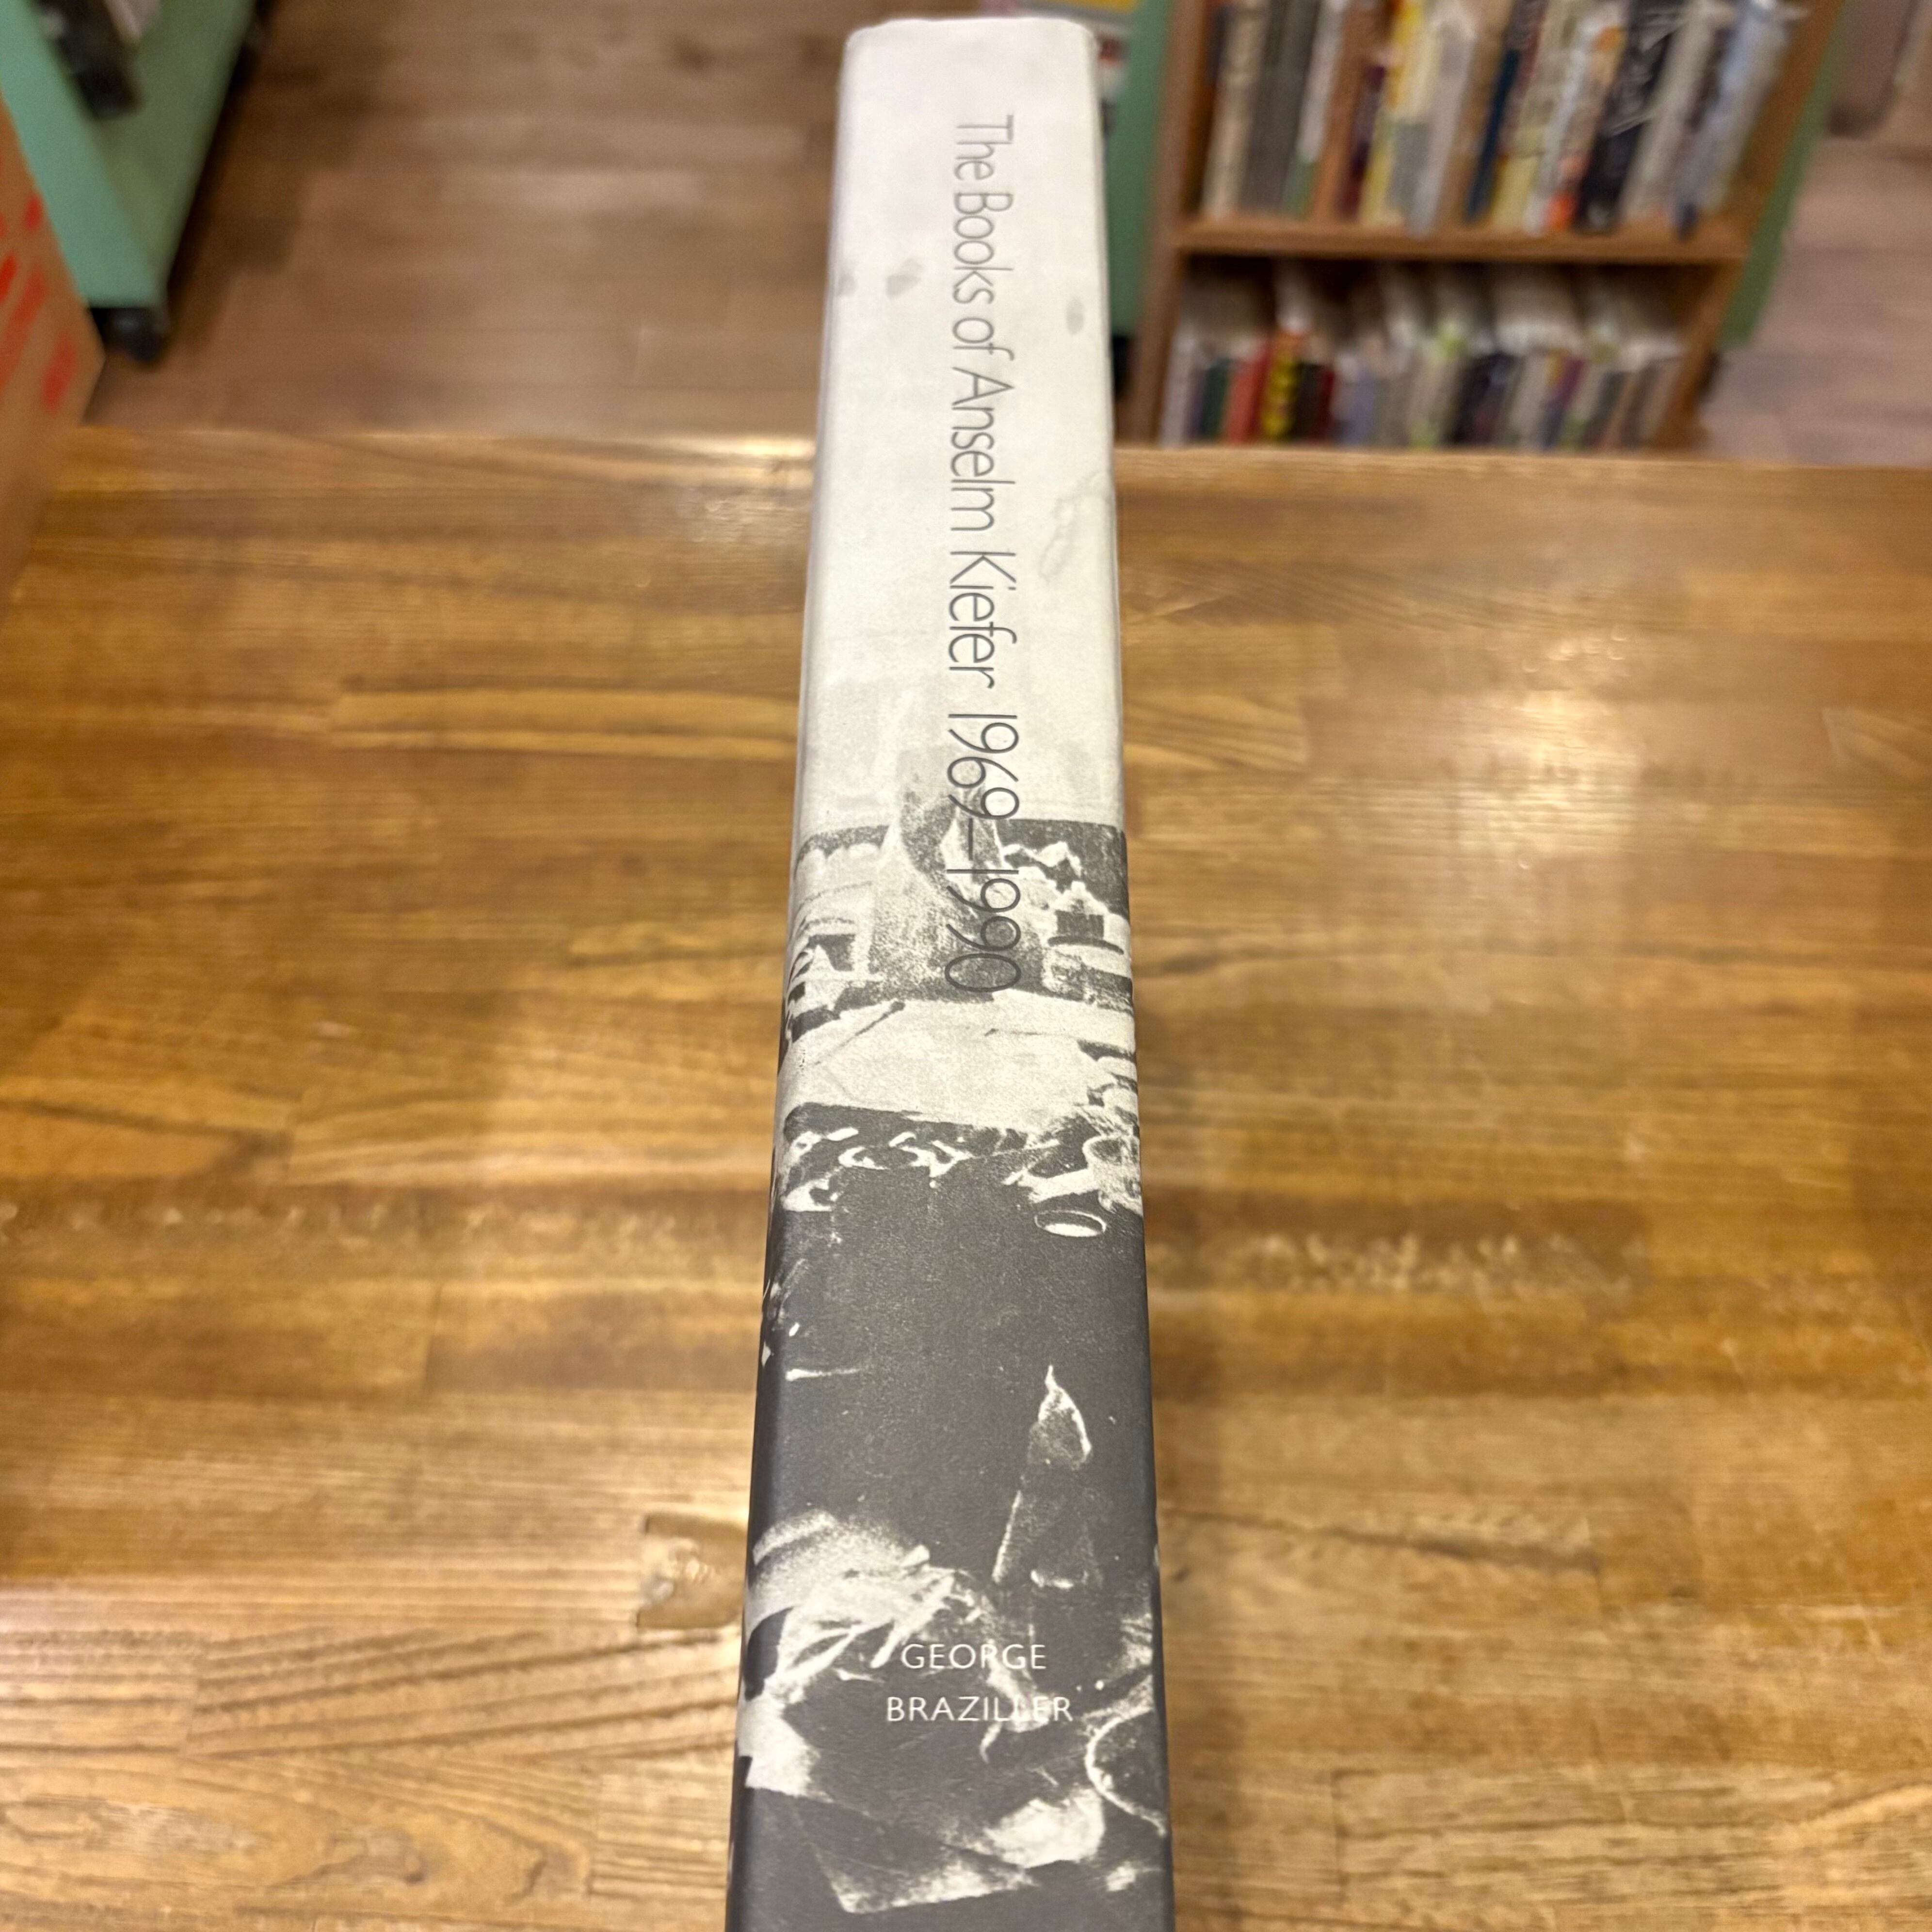 The Books of Anselm Kiefer 1969–1990
GEORGE
BRAZILLER